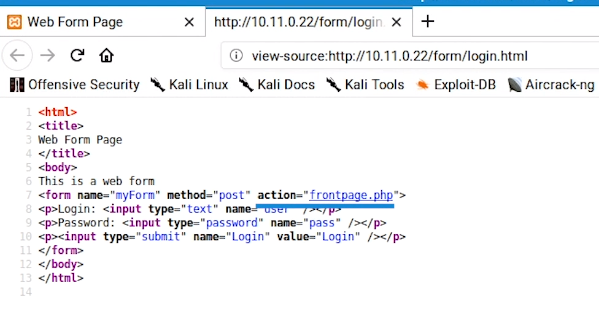 Web Form Page
http://10.11.0.22/form/login.
view-source:http://10.11.0.22/form/login.html
Offensive Security Kali Linux Kali Docs Kali Tools Exploit-DB Aircrack-ng
1 <html>
2 <title>
3 Web Form Page
4 </title>
5 <body>
6 This is a web form
7 <form name="myForm" method="post" action="frontpage.php">
8 <p>Login: <input type="text" name="user" /></p>
9 <p>Password: <input type="password" name="pass" /></p>
10 <p><input type="submit" name="Login" value="Login" /></p>
11 </form>
12 </body>
13 </html>
14